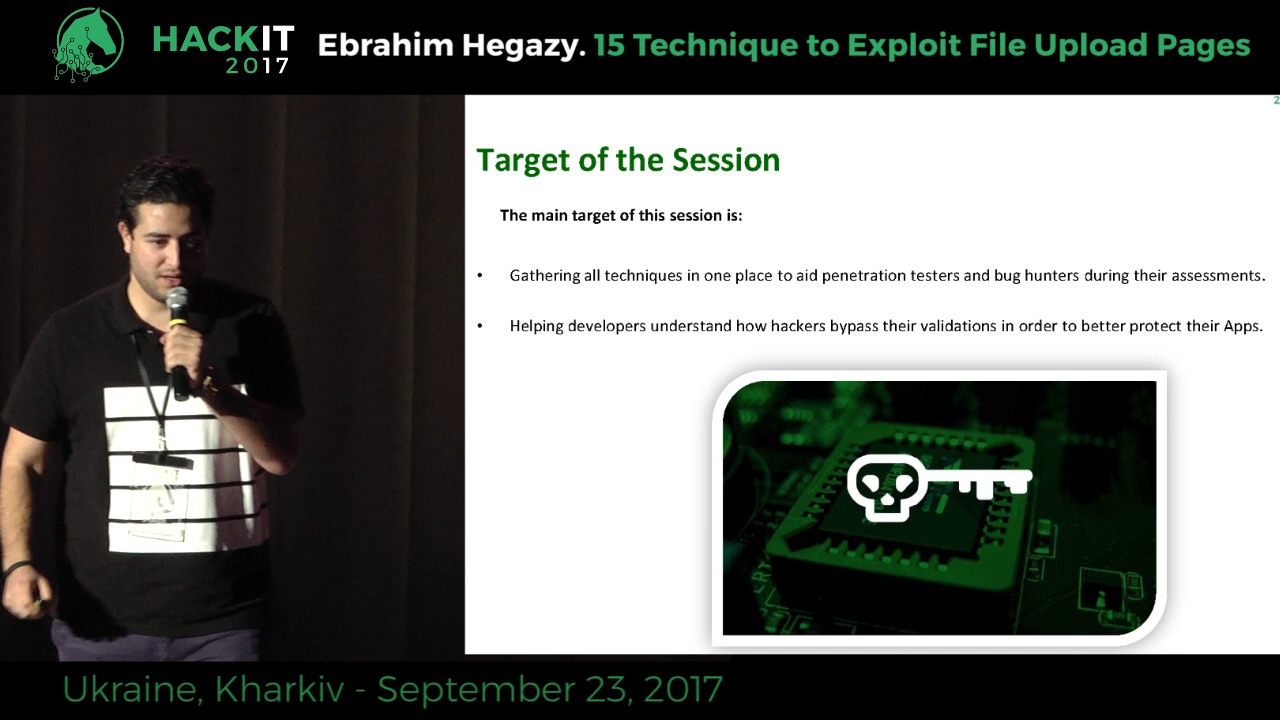 HACKIT
2017
Ebrahim Hegazy. 15 Technique to Exploit File Upload Pages
2
Target of the Session
The main target of this session is:
• Gathering all techniques in one place to aid penetration testers and bug hunters during their assessments.
• Helping developers understand how hackers bypass their validations in order to better protect their Apps.
Ukraine, Kharkiv - September 23, 2017